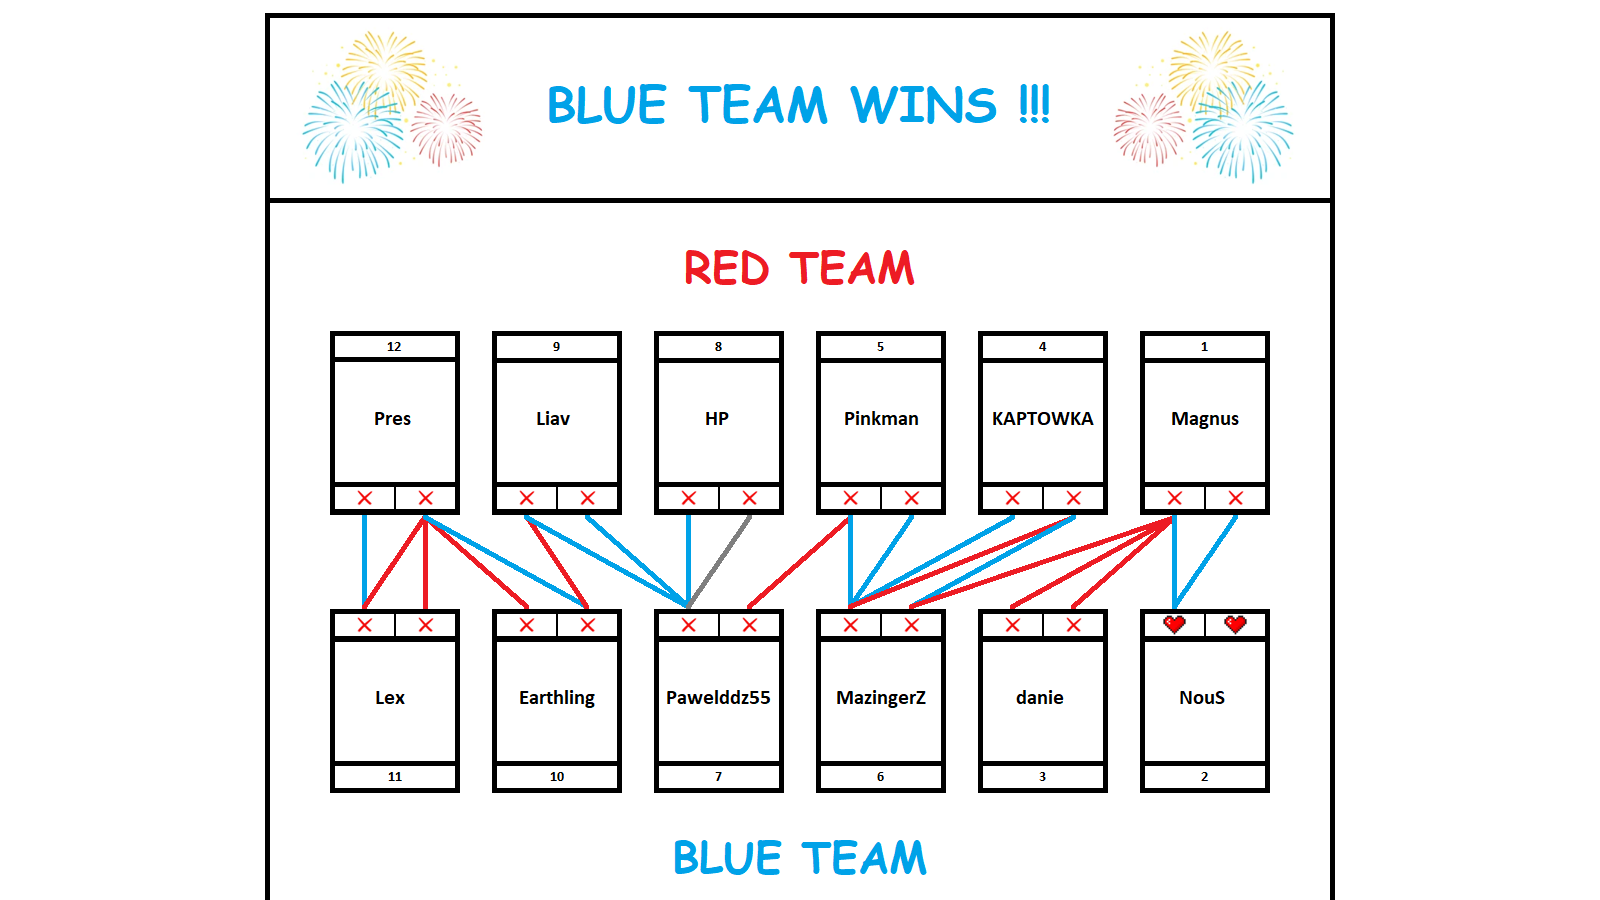 BLUE TEAM WINS !!!
RED TEAM
12 9 8 5 4 1
Pres Liav HP Pinkman KAPTOWKA Magnus
Lex Earthling Pawelddz55 MazingerZ danie NouS
11 10 7 6 3 2
BLUE TEAM